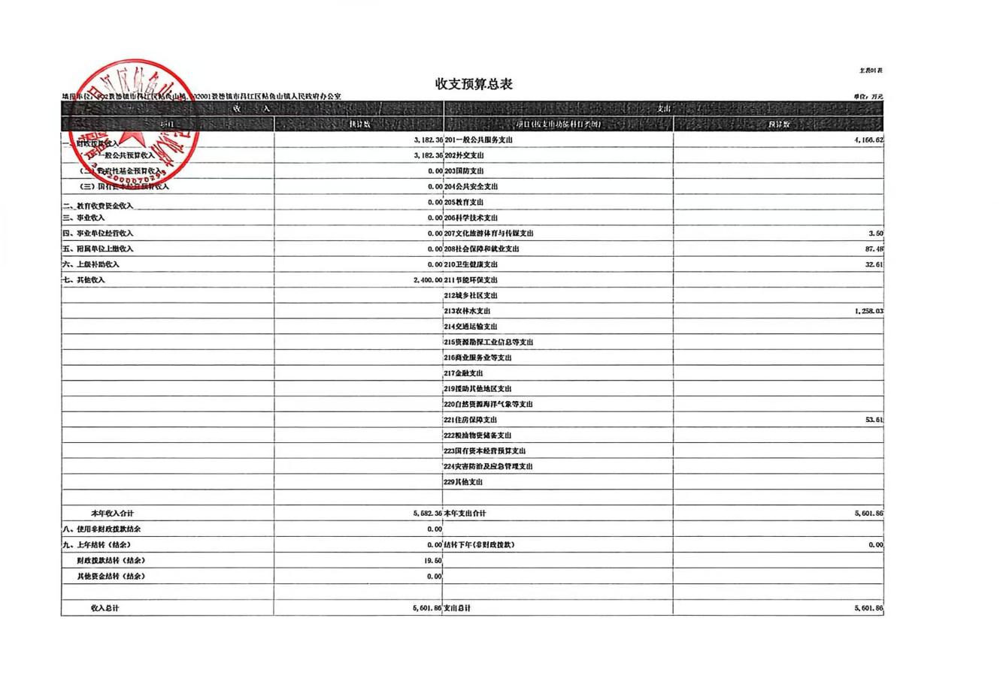 主表01表
收支预算总表
填报单位:902景德镇市昌江区鲇鱼山镇,902001景德镇市昌江区鲇鱼山镇人民政府办公室 单位:万元
收 入 支出
项目 预算数 项目(按支出功能科目类级) 预算数
一、财政拨款收入 3,182.36 201一般公共服务支出 4,166.62
(一)一般公共预算收入 3,182.36 202外交支出
(二)政府性基金预算收入 0.00 203国防支出
(三)国有资本经营预算收入 0.00 204公共安全支出
二、教育收费资金收入 0.00 205教育支出
三、事业收入 0.00 206科学技术支出
四、事业单位经营收入 0.00 207文化旅游体育与传媒支出 3.50
五、附属单位上缴收入 0.00 208社会保障和就业支出 87.48
六、上级补助收入 0.00 210卫生健康支出 32.61
七、其他收入 2,400.00 211节能环保支出
212城乡社区支出
213农林水支出 1,258.03
214交通运输支出
215资源勘探工业信息等支出
216商业服务业等支出
217金融支出
219援助其他地区支出
220自然资源海洋气象等支出
221住房保障支出 53.61
222粮油物资储备支出
223国有资本经营预算支出
224灾害防治及应急管理支出
229其他支出
本年收入合计 5,582.36 本年支出合计 5,601.86
八、使用非财政拨款结余 0.00
九、上年结转(结余) 0.00 结转下年(非财政拨款) 0.00
财政拨款结转(结余) 19.50
其他资金结转(结余) 0.00
收入总计 5,601.86 支出总计 5,601.86